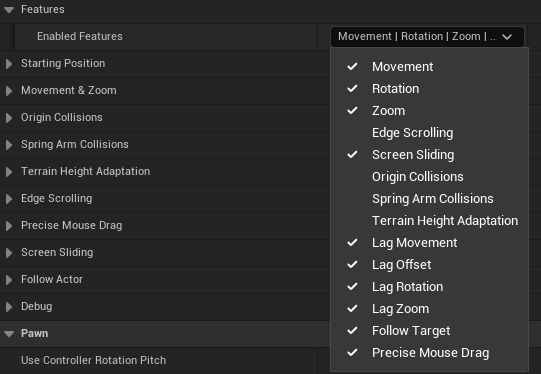 Features
Enabled Features
Movement | Rotation | Zoom | ..
Starting Position
Movement & Zoom
Origin Collisions
Spring Arm Collisions
Terrain Height Adaptation
Edge Scrolling
Precise Mouse Drag
Screen Sliding
Follow Actor
Debug
Pawn
Use Controller Rotation Pitch
Movement
Rotation
Zoom
Edge Scrolling
Screen Sliding
Origin Collisions
Spring Arm Collisions
Terrain Height Adaptation
Lag Movement
Lag Offset
Lag Rotation
Lag Zoom
Follow Target
Precise Mouse Drag